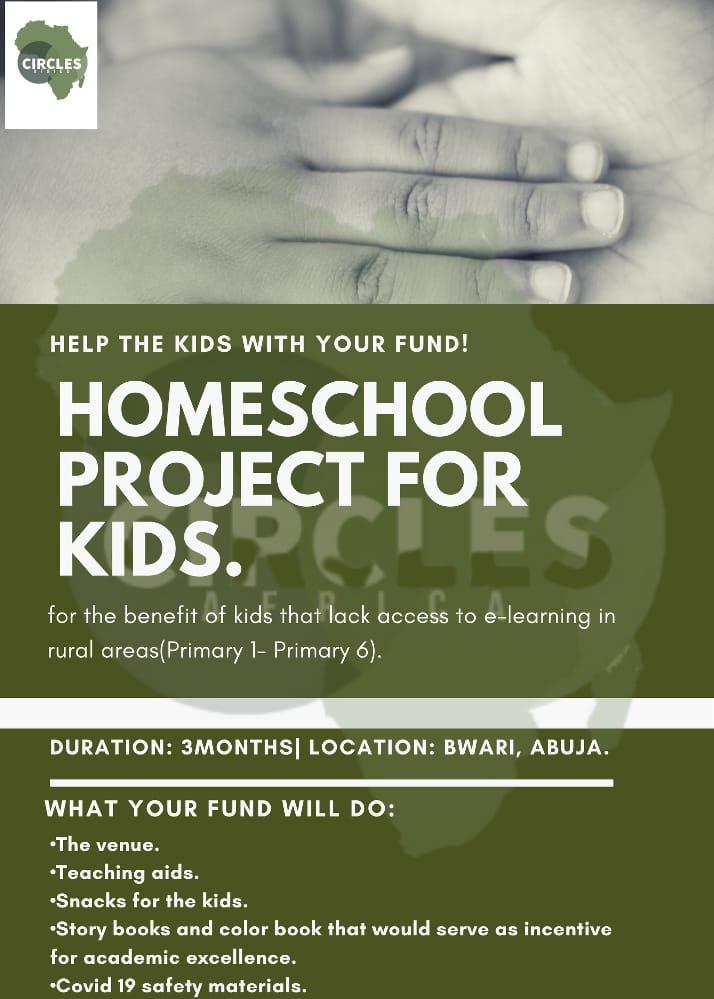 CIRCLES
AFRICA
HELP THE KIDS WITH YOUR FUND!
HOMESCHOOL
PROJECT FOR
KIDS.
CIRCLES
AFRICA
for the benefit of kids that lack access to e-learning in
rural areas(Primary 1- Primary 6).
DURATION: 3MONTHS| LOCATION: BWARI, ABUJA.
WHAT YOUR FUND WILL DO:
•The venue.
•Teaching aids.
•Snacks for the kids.
•Story books and color book that would serve as incentive
for academic excellence.
•Covid 19 safety materials.